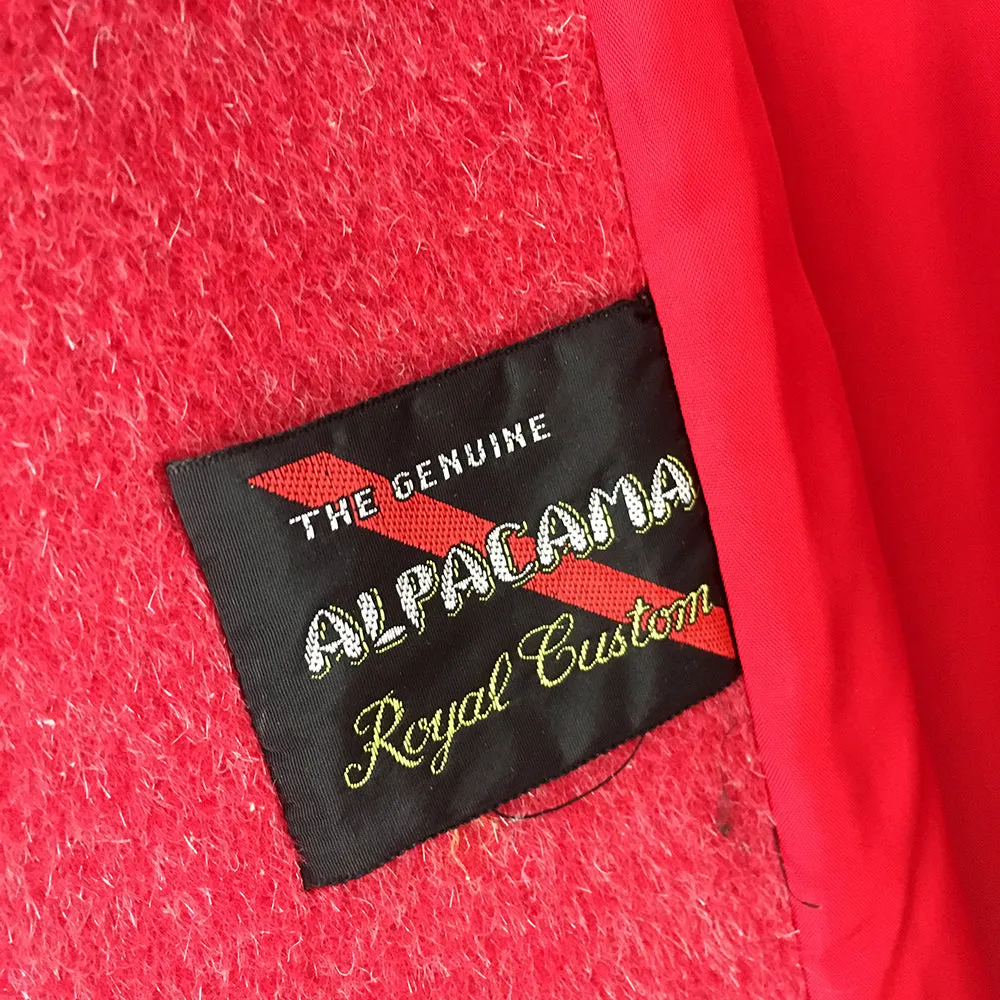 THE GENUINE
ALPACAMA
Royal Custom